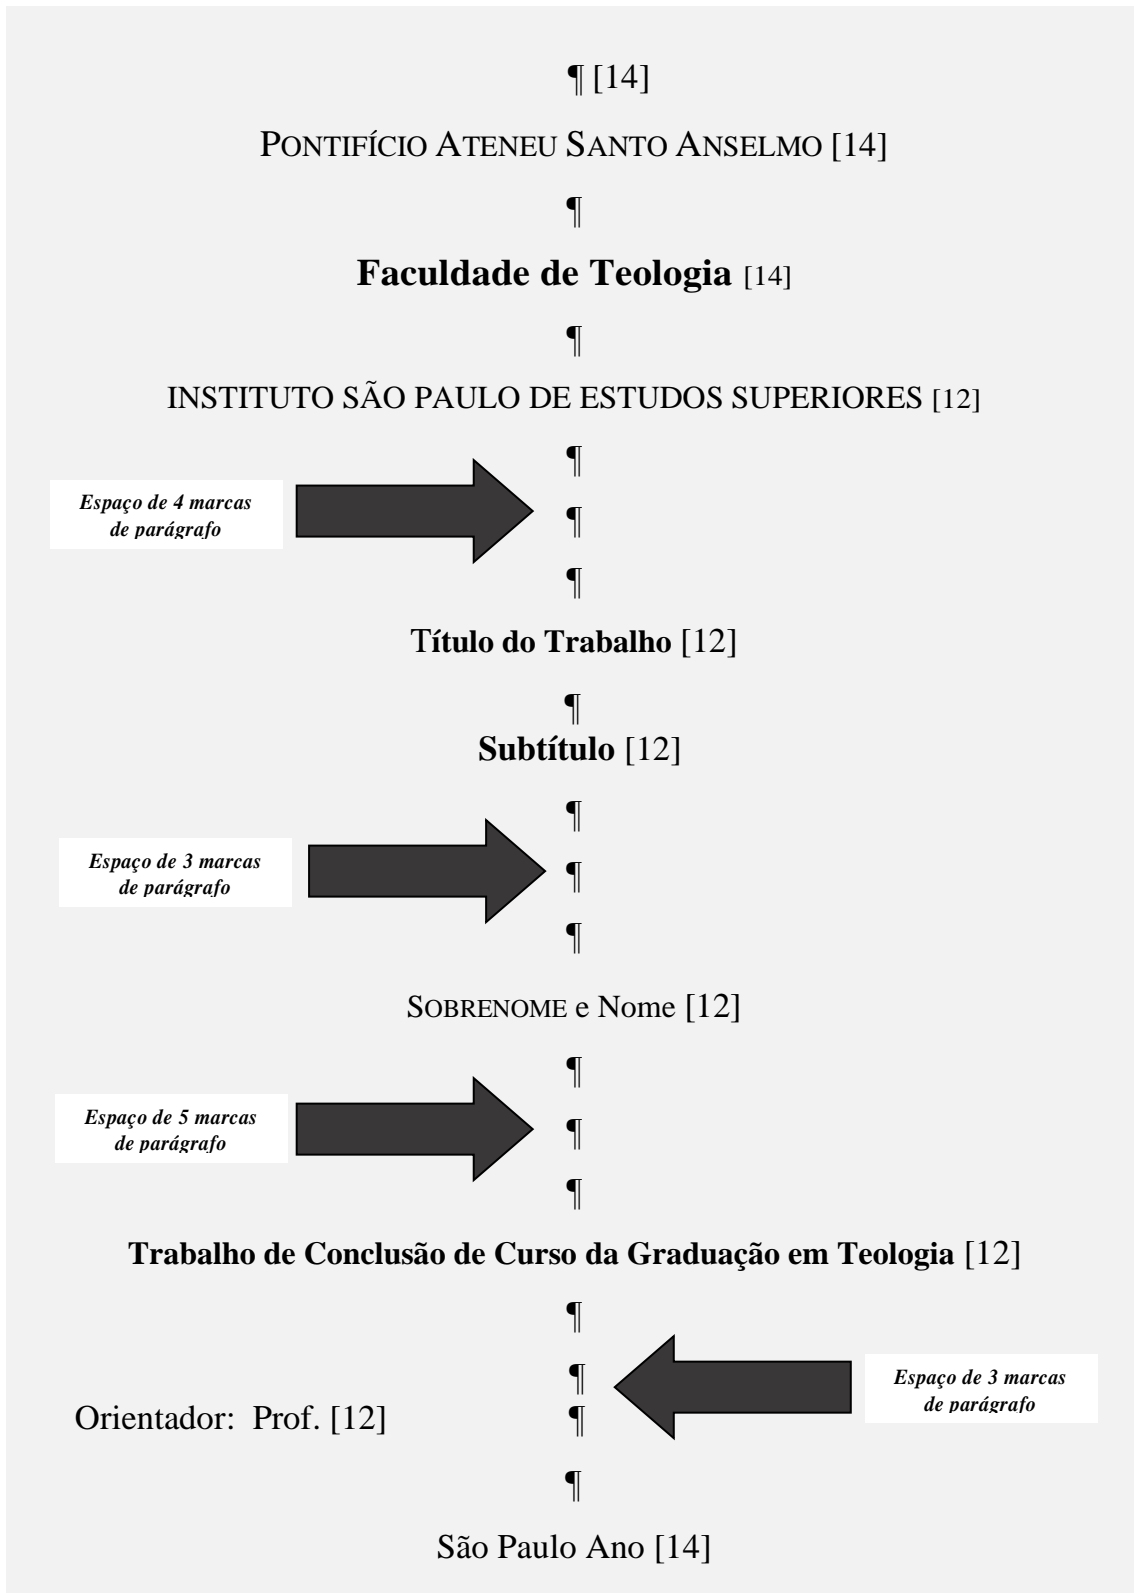 ¶ [14]
PONTIFÍCIO ATENEU SANTO ANSELMO [14]
¶
Faculdade de Teologia [14]
¶
INSTITUTO SÃO PAULO DE ESTUDOS SUPERIORES [12]
¶
Espaço de 4 marcas
de parágrafo
¶
¶
Título do Trabalho [12]
¶
Subtítulo [12]
¶
Espaço de 3 marcas
de parágrafo
¶
¶
SOBRENOME e Nome [12]
¶
Espaço de 5 marcas
de parágrafo
¶
¶
Trabalho de Conclusão de Curso da Graduação em Teologia [12]
¶
¶
Espaço de 3 marcas
de parágrafo
Orientador: Prof. [12] ¶
¶
São Paulo Ano [14]